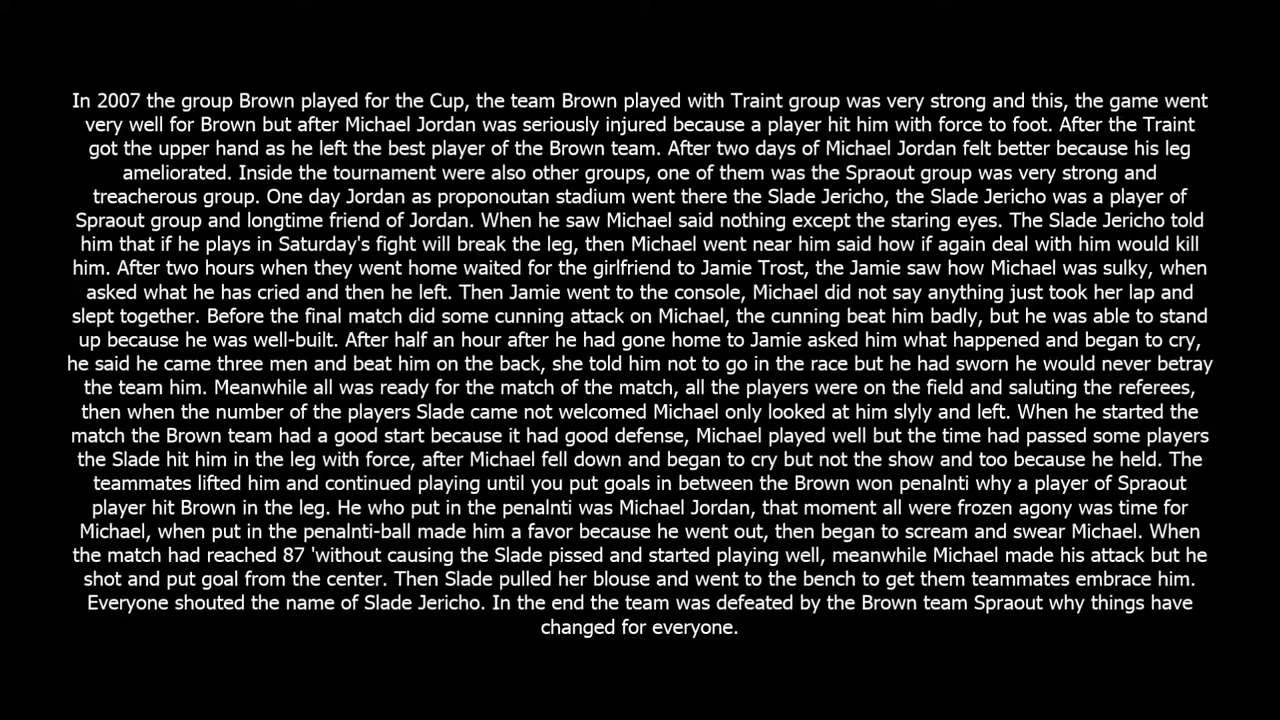 In 2007 the group Brown played for the Cup, the team Brown played with Traint group was very strong and this, the game went
very well for Brown but after Michael Jordan was seriously injured because a player hit him with force to foot. After the Traint
got the upper hand as he left the best player of the Brown team. After two days of Michael Jordan felt better because his leg
ameliorated. Inside the tournament were also other groups, one of them was the Spraout group was very strong and
treacherous group. One day Jordan as proponoutan stadium went there the Slade Jericho, the Slade Jericho was a player of
Spraout group and longtime friend of Jordan. When he saw Michael said nothing except the staring eyes. The Slade Jericho told
him that if he plays in Saturday's fight will break the leg, then Michael went near him said how if again deal with him would kill
him. After two hours when they went home waited for the girlfriend to Jamie Trost, the Jamie saw how Michael was sulky, when
asked what he has cried and then he left. Then Jamie went to the console, Michael did not say anything just took her lap and
slept together. Before the final match did some cunning attack on Michael, the cunning beat him badly, but he was able to stand
up because he was well-built. After half an hour after he had gone home to Jamie asked him what happened and began to cry,
he said he came three men and beat him on the back, she told him not to go in the race but he had sworn he would never betray
the team him. Meanwhile all was ready for the match of the match, all the players were on the field and saluting the referees,
then when the number of the players Slade came not welcomed Michael only looked at him slyly and left. When he started the
match the Brown team had a good start because it had good defense, Michael played well but the time had passed some players
the Slade hit him in the leg with force, after Michael fell down and began to cry but not the show and too because he held. The
teammates lifted him and continued playing until you put goals in between the Brown won penalnti why a player of Spraout
player hit Brown in the leg. He who put in the penalnti was Michael Jordan, that moment all were frozen agony was time for
Michael, when put in the penalnti-ball made him a favor because he went out, then began to scream and swear Michael. When
the match had reached 87 'without causing the Slade pissed and started playing well, meanwhile Michael made his attack but he
shot and put goal from the center. Then Slade pulled her blouse and went to the bench to get them teammates embrace him.
Everyone shouted the name of Slade Jericho. In the end the team was defeated by the Brown team Spraout why things have
changed for everyone.